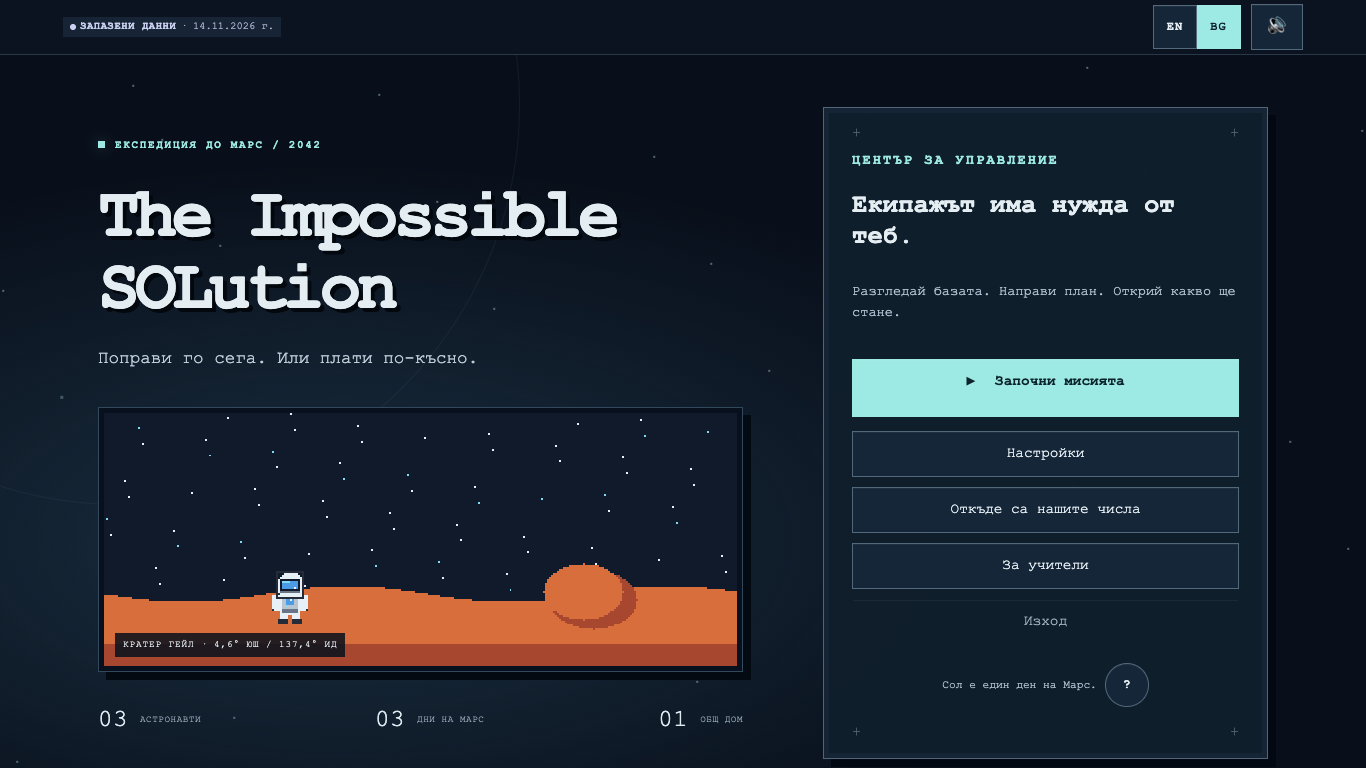 ЗАПАЗЕНИ ДАННИ · 14.11.2026 г.
EN BG
ЕКСПЕДИЦИЯ ДО МАРС / 2042
The Impossible
SOLution
Поправи го сега. Или плати по-късно.
КРАТЕР ГЕЙЛ · 4,6° ЮШ / 137,4° ИД
03 АСТРОНАВТИ
03 ДНИ НА МАРС
01 ОБЩ ДОМ
ЦЕНТЪР ЗА УПРАВЛЕНИЕ
Екипажът има нужда от
теб.
Разгледай базата. Направи план. Открий какво ще
стане.
Започни мисията
Настройки
Откъде са нашите числа
За учители
Изход
Сол е един ден на Марс. ?